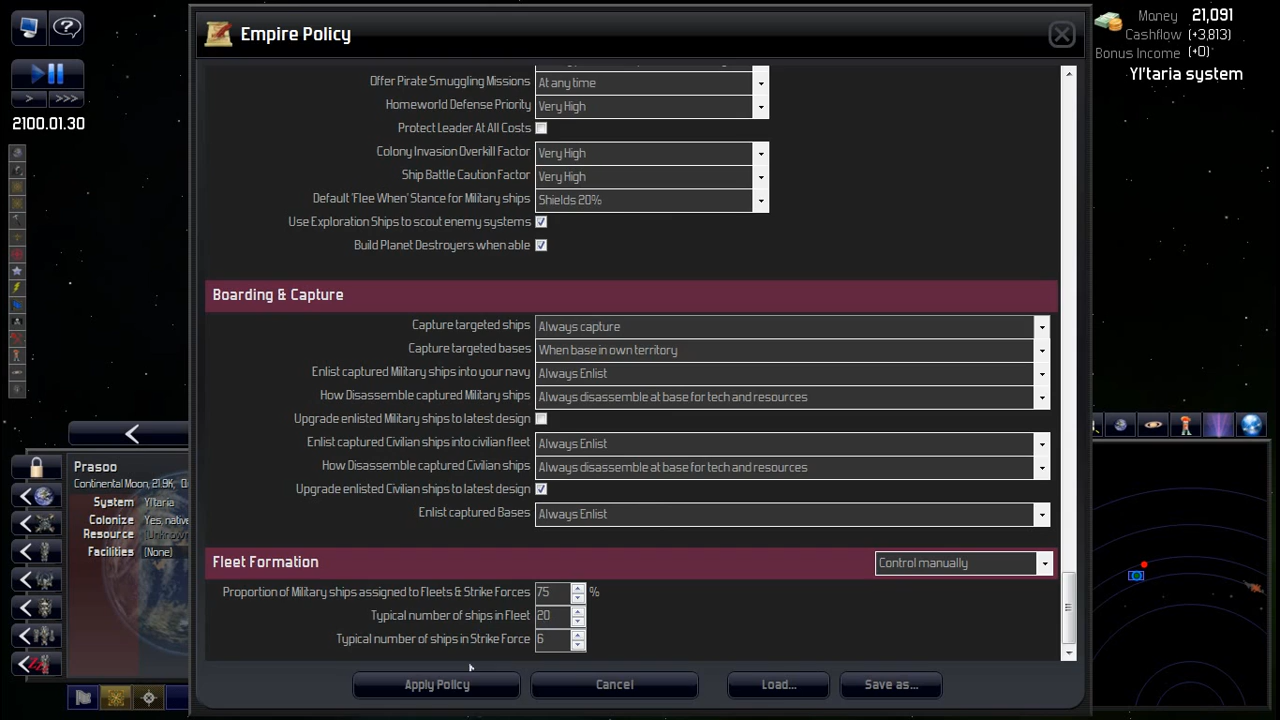 Empire Policy
Money 21,091
Cashflow (+3,813)
Bonus Income (+0)
Yl'taria system
> >>>
2100.01.30
Offer Pirate Smuggling Missions At any time
Homeworld Defense Priority Very High
Protect Leader At All Costs
Colony Invasion Overkill Factor Very High
Ship Battle Caution Factor Very High
Default 'Flee When' Stance for Military ships Shields 20%
Use Exploration Ships to scout enemy systems
Build Planet Destroyers when able
Boarding & Capture
Capture targeted ships Always capture
Capture targeted bases When base in own territory
Enlist captured Military ships into your navy Always Enlist
How Disassemble captured Military ships Always disassemble at base for tech and resources
Upgrade enlisted Military ships to latest design
Enlist captured Civilian ships into civilian fleet Always Enlist
How Disassemble captured Civilian ships Always disassemble at base for tech and resources
Upgrade enlisted Civilian ships to latest design
Enlist captured Bases Always Enlist
Fleet Formation Control manually
Proportion of Military ships assigned to Fleets & Strike Forces 75 %
Typical number of ships in Fleet 20
Typical number of ships in Strike Force 6
Apply Policy Cancel Load... Save as...
Prasoo
Continental Moon, 21.9K,
System Yl'taria
Colonize Yes, native
Resource (Unknown
Facilities (None)